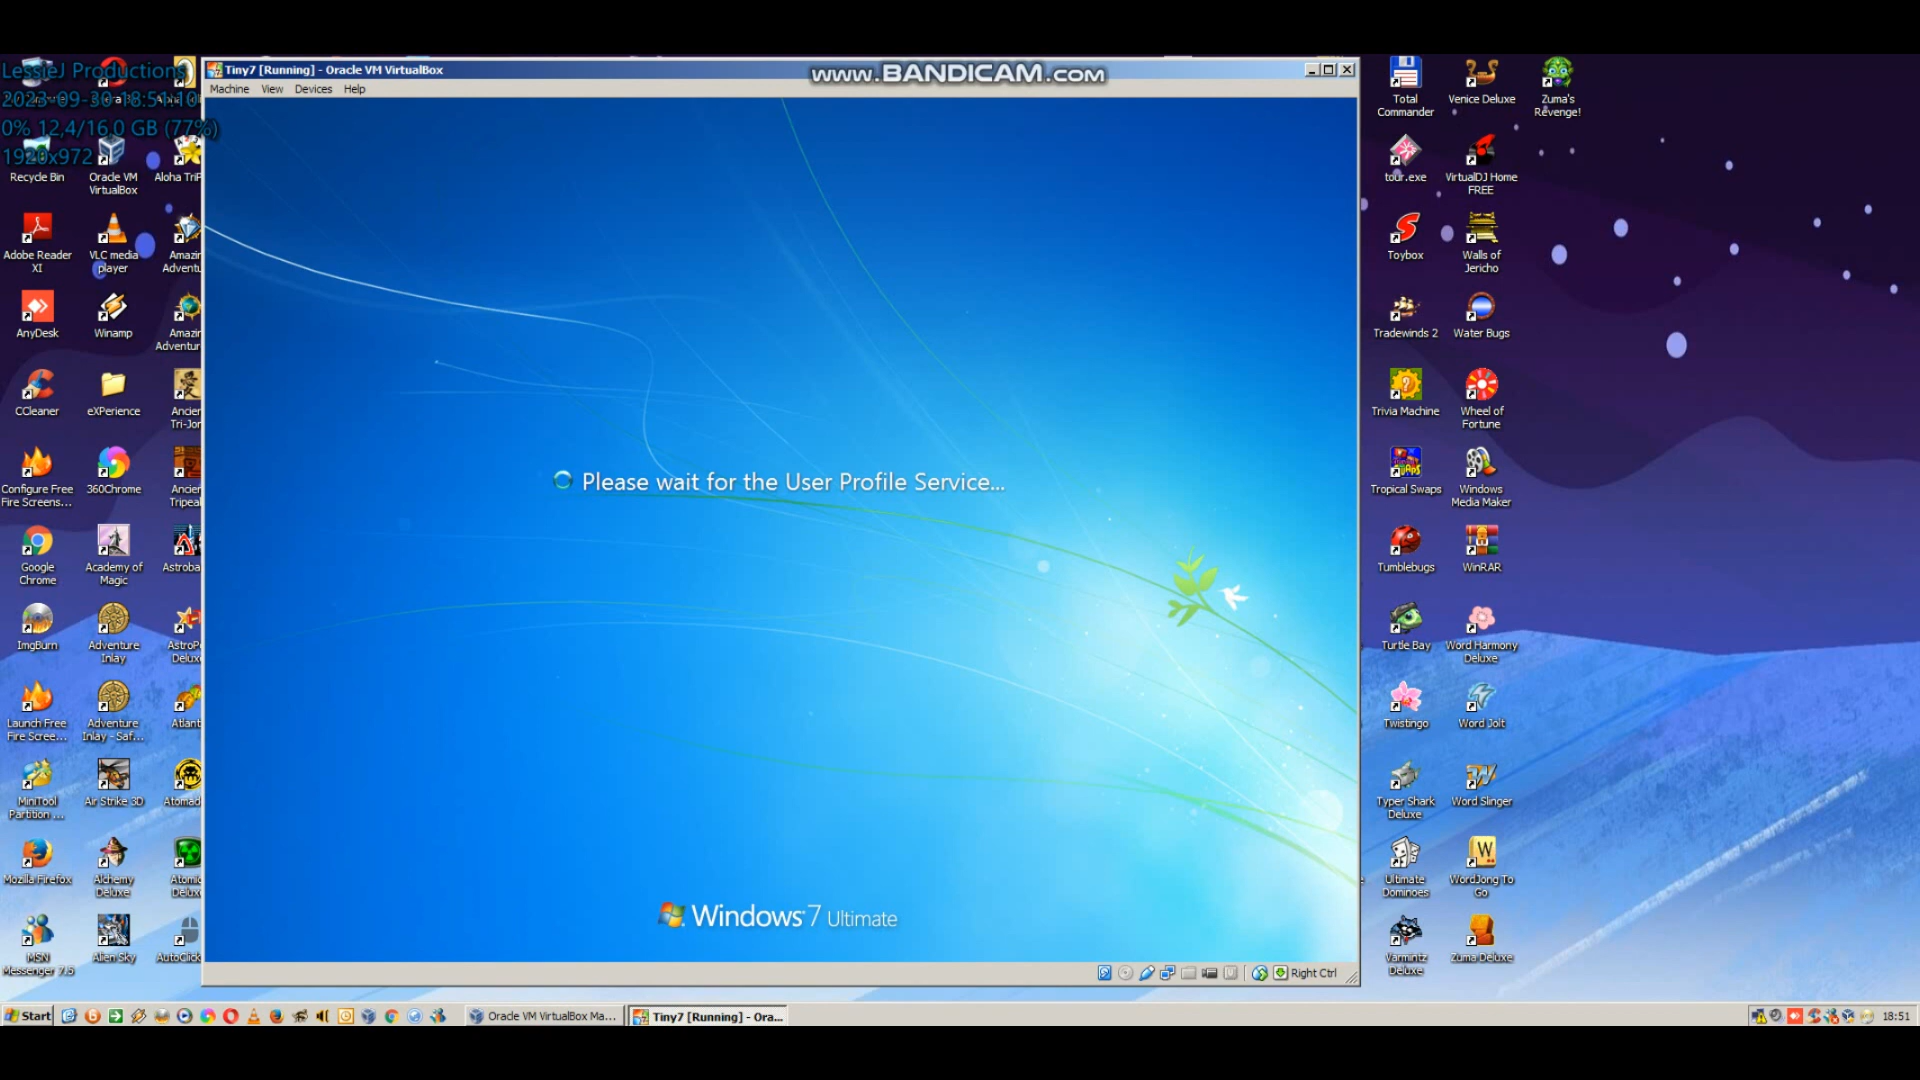 LessieJ Productions
2023-09-30 18:51:10
0% 12,4/16,0 GB (77%)
1920x972
Tiny7 [Running] - Oracle VM VirtualBox
www.BANDICAM.com
Machine View Devices Help
Recycle Bin
Oracle VM
VirtualBox
Aloha TriP
Adobe Reader
XI
VLC media
player
Amazin
Adventu
AnyDesk
Winamp
Amazin
Adventure
CCleaner
eXPerience
Ancien
Tri-Jon
Configure Free
Fire Screens...
360Chrome
Ancien
Tripeal
Google
Chrome
Academy of
Magic
Astroba
ImgBurn
Adventure
Inlay
AstroPo
Deluxe
Launch Free
Fire Scree...
Adventure
Inlay - Saf...
Atlant
MiniTool
Partition ...
Air Strike 3D
Atomad
Mozilla Firefox
Alchemy
Deluxe
Atomic
Deluxe
MSN
Messenger 7.5
Alien Sky
AutoClick
Please wait for the User Profile Service...
Windows 7 Ultimate
Right Ctrl
Total
Commander
Venice Deluxe
Zuma's
Revenge!
tour.exe
VirtualDJ Home
FREE
Toybox
Walls of
Jericho
Tradewinds 2
Water Bugs
Trivia Machine
Wheel of
Fortune
Tropical Swaps
Windows
Media Maker
Tumblebugs
WinRAR
Turtle Bay
Word Harmony
Deluxe
Twistingo
Word Jolt
Typer Shark
Deluxe
Word Slinger
Ultimate
Dominoes
WordJong To
Go
Varmintz
Deluxe
Zuma Deluxe
Start
Oracle VM VirtualBox Ma...
Tiny7 [Running] - Ora...
18:51